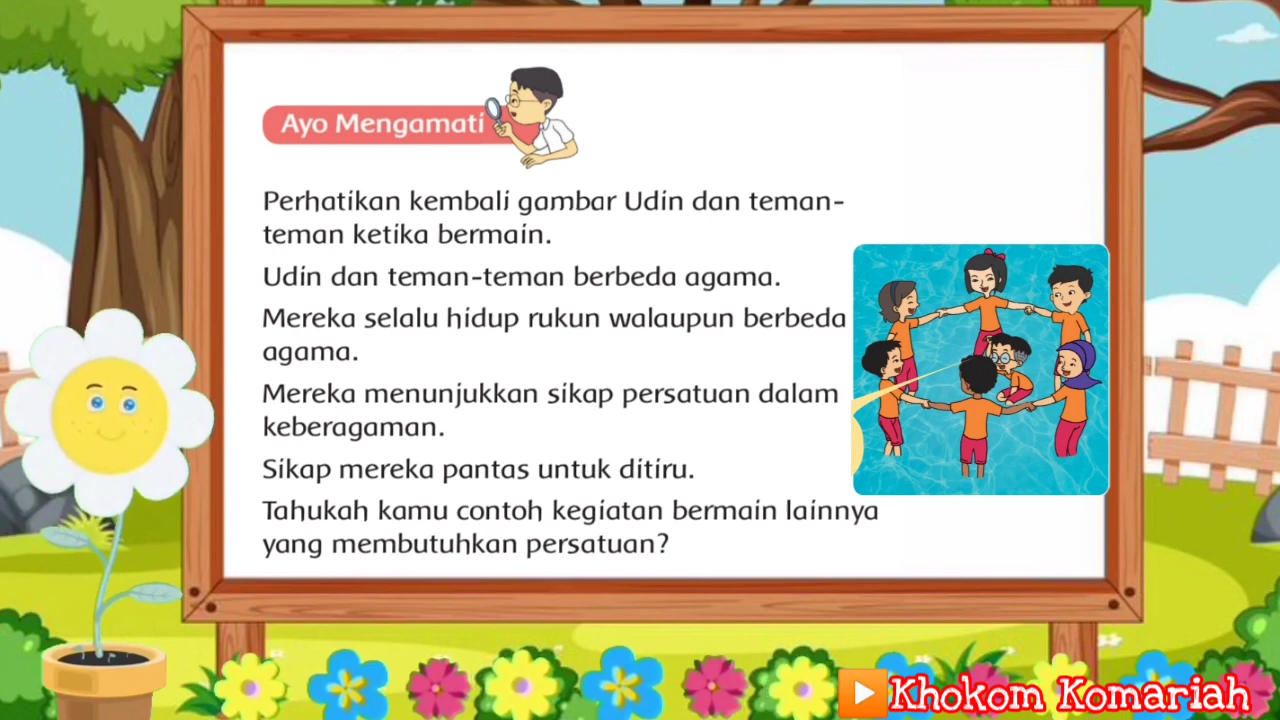 Ayo Mengamati
Perhatikan kembali gambar Udin dan teman-
teman ketika bermain.
Udin dan teman-teman berbeda agama.
Mereka selalu hidup rukun walaupun berbeda
agama.
Mereka menunjukkan sikap persatuan dalam
keberagaman.
Sikap mereka pantas untuk ditiru.
Tahukah kamu contoh kegiatan bermain lainnya
yang membutuhkan persatuan?
Khokom Komariah